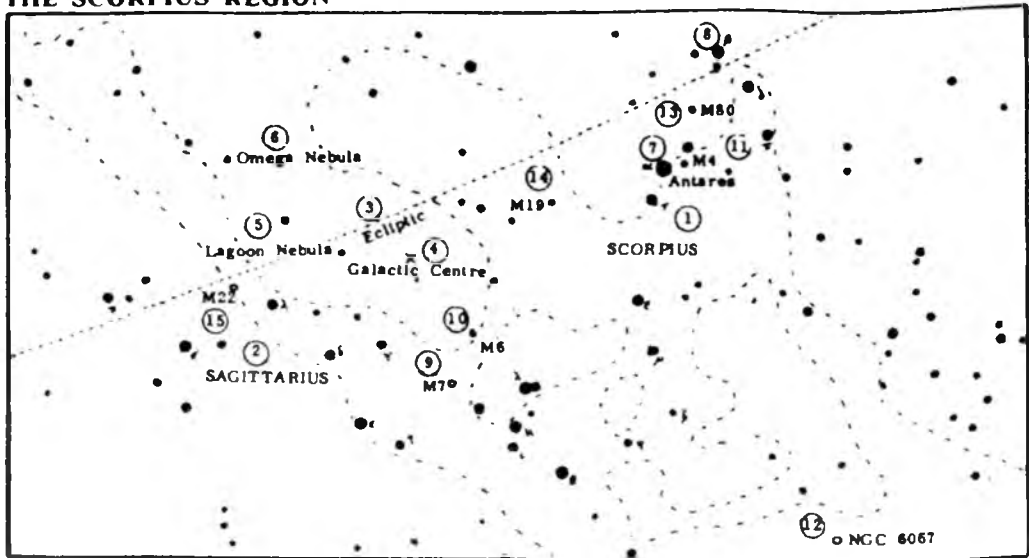 THE SCORPIUS REGION
8 β
13 M80 δ
6
Omega Nebula
7 11
α M4
Antares
14
M19
3
Ecliptic
1
SCORPIUS
5
Lagoon Nebula
4
Galactic Centre
M22
15
λ
10
M6
2
SAGITTARIUS
δ γ
9
M7
ε
μ
ζ
η
12
NGC 6067